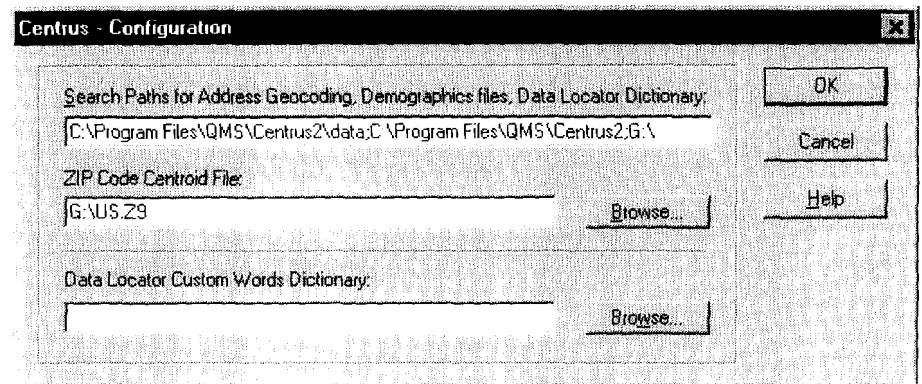 Centrus - Configuration
Search Paths for Address Geocoding, Demographics files, Data Locator Dictionary:
C:\Program Files\QMS\Centrus2\data;C \Program Files\QMS\Centrus2;G:\
OK
Cancel
ZIP Code Centroid File:
G:\US.Z9
Browse...
Help
Data Locator Custom Words Dictionary:
Browse...